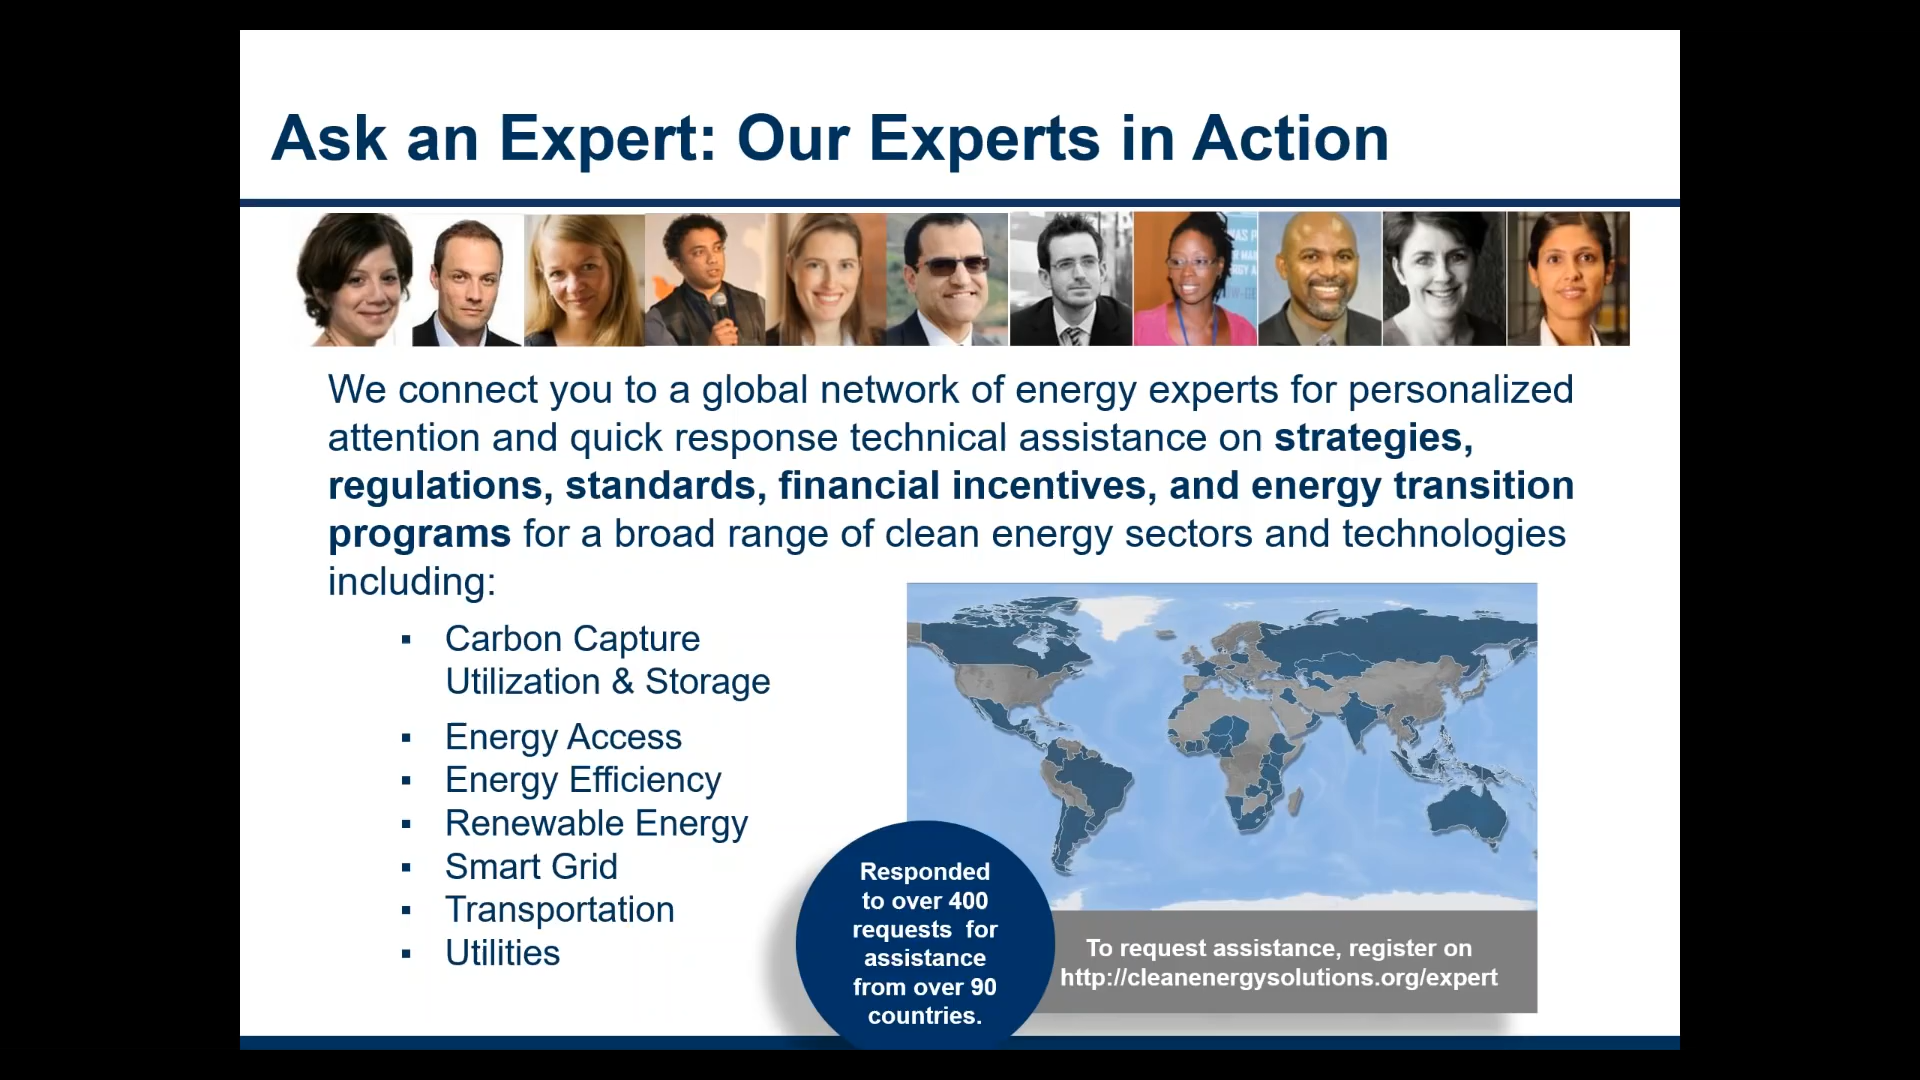 Ask an Expert: Our Experts in Action
We connect you to a global network of energy experts for personalized
attention and quick response technical assistance on strategies,
regulations, standards, financial incentives, and energy transition
programs for a broad range of clean energy sectors and technologies
including:
▪ Carbon Capture
Utilization & Storage
▪ Energy Access
▪ Energy Efficiency
▪ Renewable Energy
▪ Smart Grid
▪ Transportation
▪ Utilities
Responded
to over 400
requests for
assistance
from over 90
countries.
To request assistance, register on
http://cleanenergysolutions.org/expert